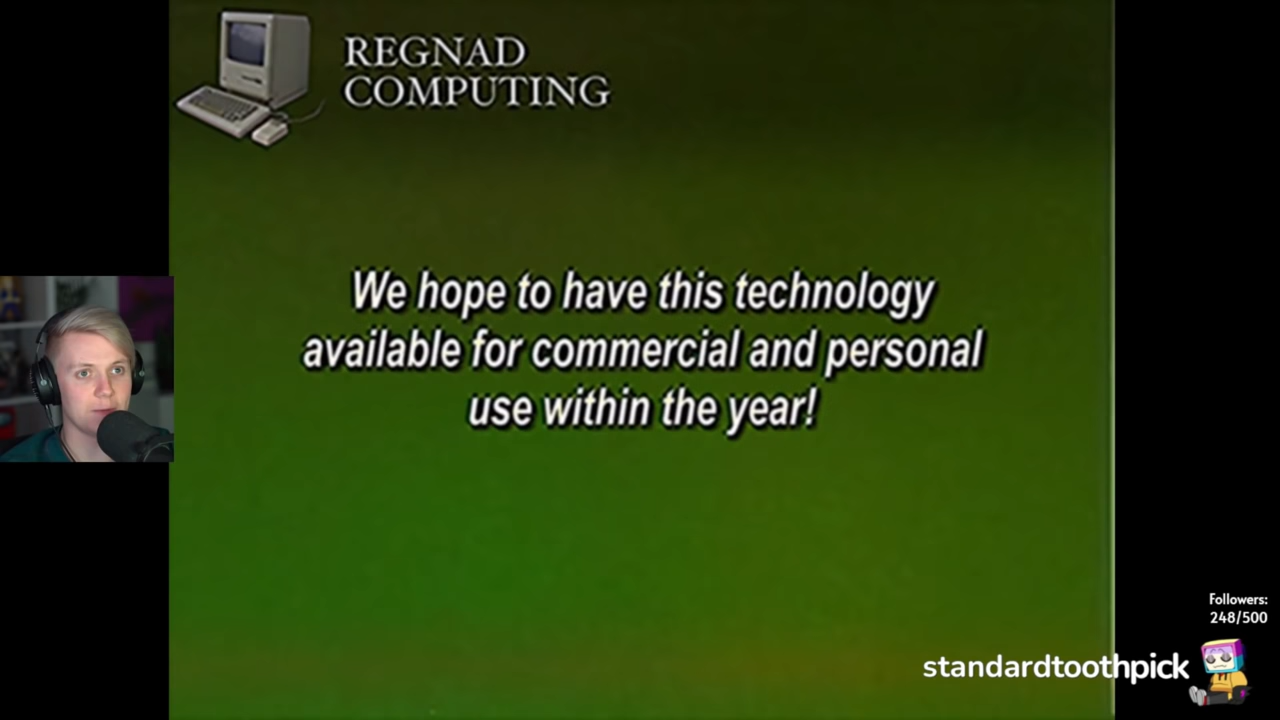 REGNAD
COMPUTING
We hope to have this technology
available for commercial and personal
use within the year!
Followers:
248/500
standardtoothpick